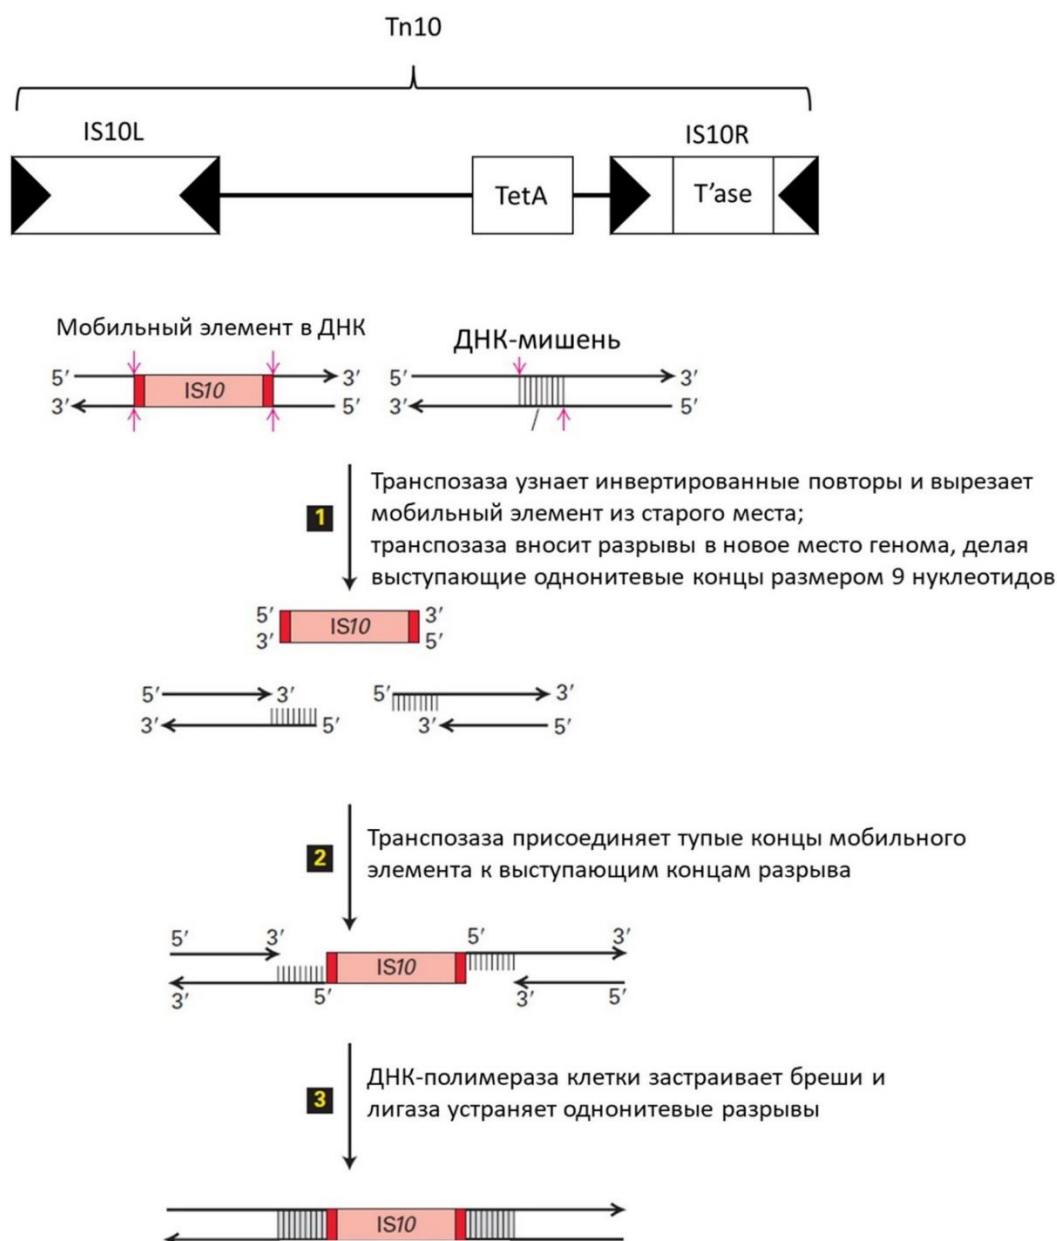 Tn10
IS10L
IS10R
TetA
T’ase
Мобильный элемент в ДНК
ДНК-мишень
5′ IS10 3′
3′ 5′
5′ 3′
3′ 5′
1
Транспозаза узнает инвертированные повторы и вырезает
мобильный элемент из старого места;
транспозаза вносит разрывы в новое место генома, делая
выступающие однонитевые концы размером 9 нуклеотидов
5′ IS10 3′
3′ 5′
5′ 3′ 5′ 3′
3′ 5′ 3′ 5′
2
Транспозаза присоединяет тупые концы мобильного
элемента к выступающим концам разрыва
5′ 3′ 5′ 3′
IS10
3′ 5′ 3′ 5′
3
ДНК-полимераза клетки застраивает бреши и
лигаза устраняет однонитевые разрывы
IS10